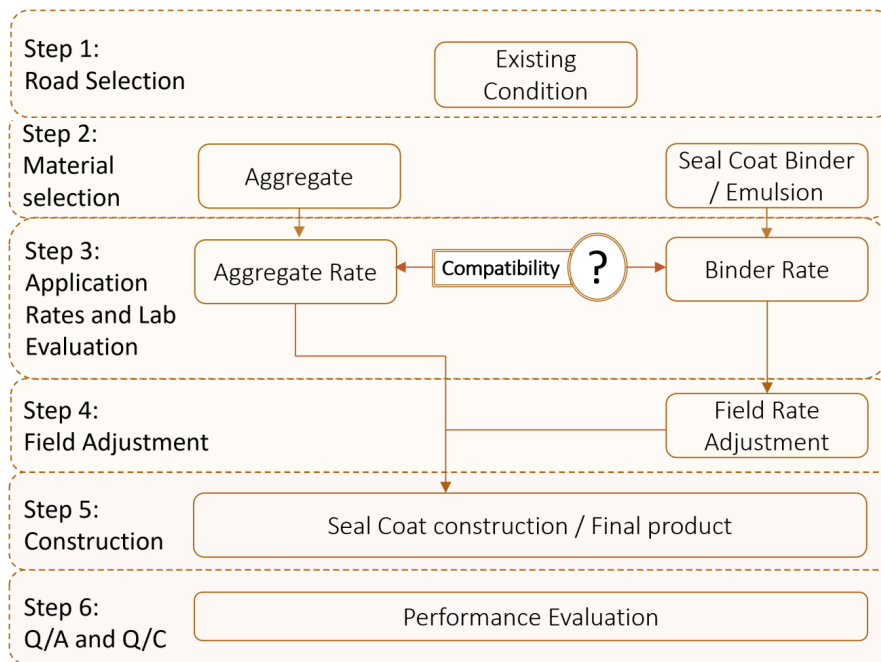 Step 1:
Road Selection
Existing
Condition
Step 2:
Material
selection
Aggregate
Seal Coat Binder
/ Emulsion
Step 3:
Application
Rates and Lab
Evaluation
Aggregate Rate
Compatibility
?
Binder Rate
Step 4:
Field Adjustment
Field Rate
Adjustment
Step 5:
Construction
Seal Coat construction / Final product
Step 6:
Q/A and Q/C
Performance Evaluation